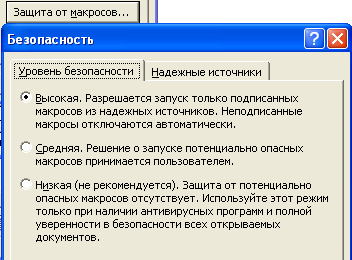 Защита от макросов...
Безопасность
Уровень безопасности
Надежные источники
Высокая. Разрешается запуск только подписанных
макросов из надежных источников. Неподписанные
макросы отключаются автоматически.
Средняя. Решение о запуске потенциально опасных
макросов принимается пользователем.
Низкая (не рекомендуется). Защита от потенциально
опасных макросов отсутствует. Используйте этот режим
только при наличии антивирусных программ и полной
уверенности в безопасности всех открываемых
документов.